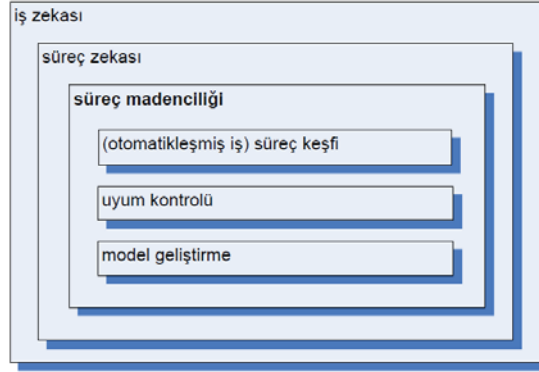 iş zekası
süreç zekası
süreç madenciliği
(otomatikleşmiş iş) süreç keşfi
uyum kontrolü
model geliştirme